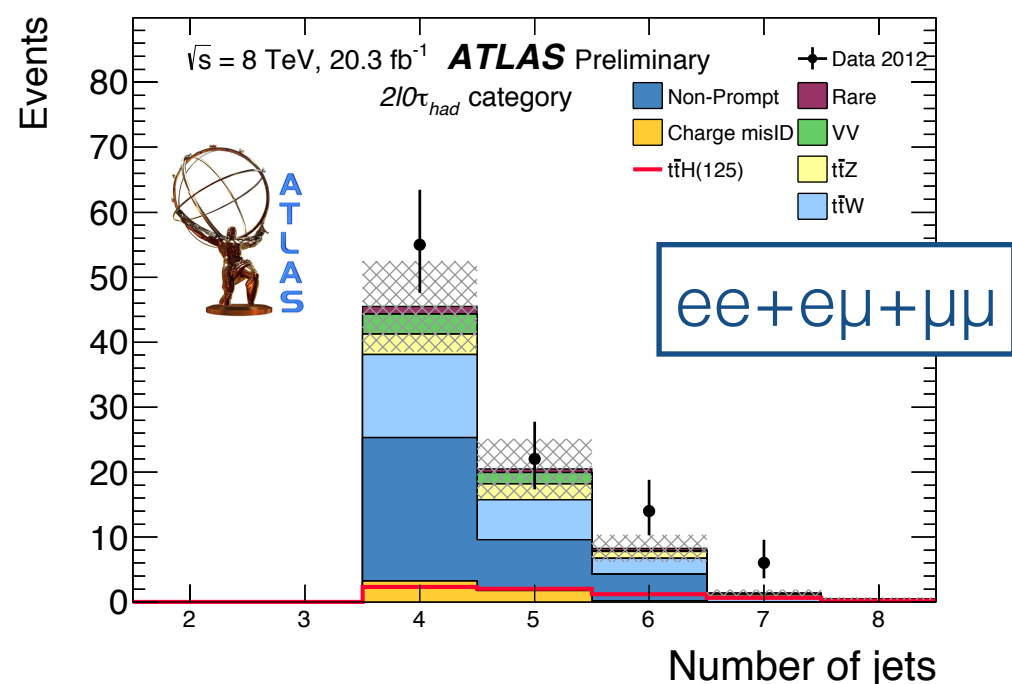 Events
√s = 8 TeV, 20.3 fb-1 ATLAS Preliminary
2l0τhad category
Data 2012
Non-Prompt
Rare
Charge misID
VV
tt̄H(125)
tt̄Z
tt̄W
ATLAS
ee+eμ+μμ
80
70
60
50
40
30
20
10
0
2 3 4 5 6 7 8
Number of jets